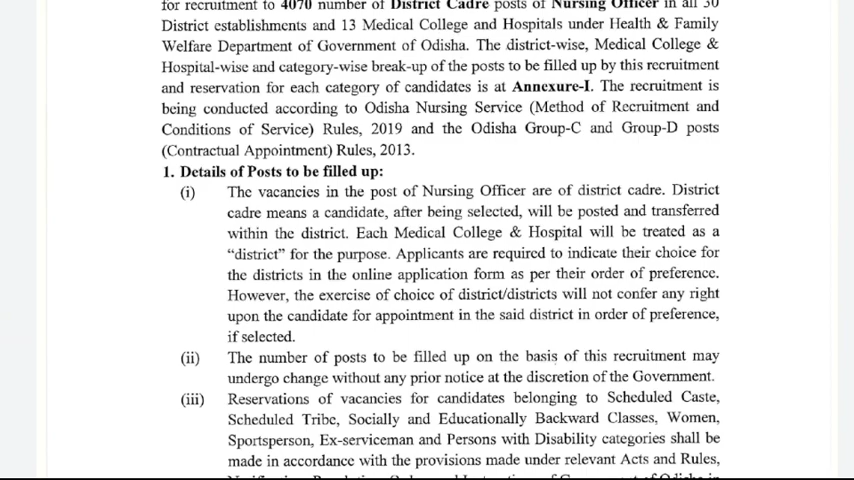 for recruitment to 4070 number of District Cadre posts of Nursing Officer in all 30
District establishments and 13 Medical College and Hospitals under Health & Family
Welfare Department of Government of Odisha. The district-wise, Medical College &
Hospital-wise and category-wise break-up of the posts to be filled up by this recruitment
and reservation for each category of candidates is at Annexure-I. The recruitment is
being conducted according to Odisha Nursing Service (Method of Recruitment and
Conditions of Service) Rules, 2019 and the Odisha Group-C and Group-D posts
(Contractual Appointment) Rules, 2013.
1. Details of Posts to be filled up:
(i) The vacancies in the post of Nursing Officer are of district cadre. District
cadre means a candidate, after being selected, will be posted and transferred
within the district. Each Medical College & Hospital will be treated as a
“district” for the purpose. Applicants are required to indicate their choice for
the districts in the online application form as per their order of preference.
However, the exercise of choice of district/districts will not confer any right
upon the candidate for appointment in the said district in order of preference,
if selected.
(ii) The number of posts to be filled up on the basis of this recruitment may
undergo change without any prior notice at the discretion of the Government.
(iii) Reservations of vacancies for candidates belonging to Scheduled Caste,
Scheduled Tribe, Socially and Educationally Backward Classes, Women,
Sportsperson, Ex-serviceman and Persons with Disability categories shall be
made in accordance with the provisions made under relevant Acts and Rules,